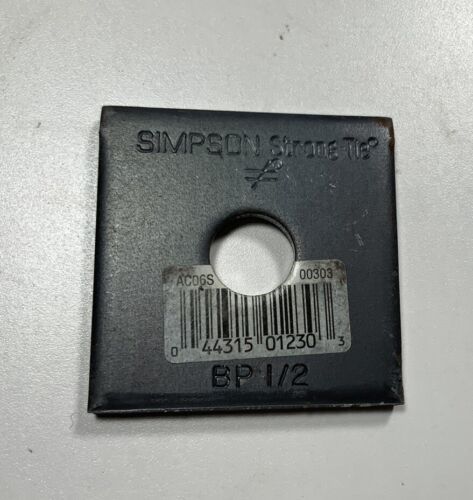 SIMPSON Strong-Tie®
AC06S 00303
0 44315 01230 3
BP 1/2